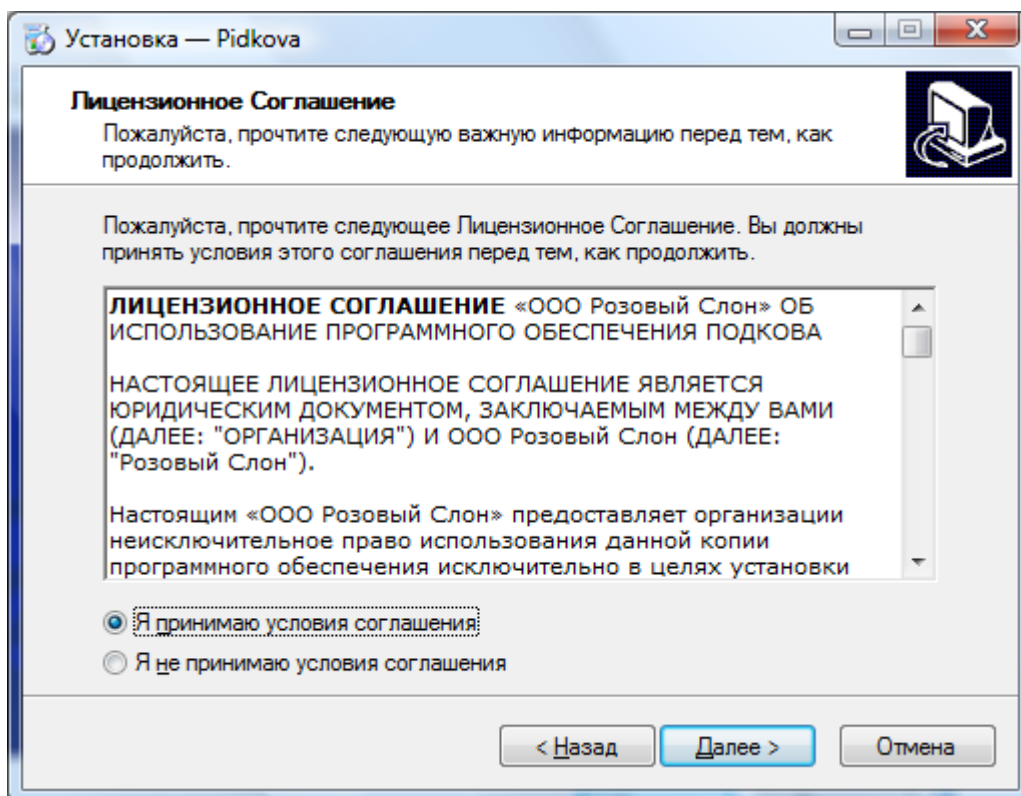 Установка — Pidkova
Лицензионное Соглашение
Пожалуйста, прочтите следующую важную информацию перед тем, как
продолжить.
Пожалуйста, прочтите следующее Лицензионное Соглашение. Вы должны
принять условия этого соглашения перед тем, как продолжить.
ЛИЦЕНЗИОННОЕ СОГЛАШЕНИЕ «ООО Розовый Слон» ОБ
ИСПОЛЬЗОВАНИЕ ПРОГРАММНОГО ОБЕСПЕЧЕНИЯ ПОДКОВА
НАСТОЯЩЕЕ ЛИЦЕНЗИОННОЕ СОГЛАШЕНИЕ ЯВЛЯЕТСЯ
ЮРИДИЧЕСКИМ ДОКУМЕНТОМ, ЗАКЛЮЧАЕМЫМ МЕЖДУ ВАМИ
(ДАЛЕЕ: "ОРГАНИЗАЦИЯ") И ООО Розовый Слон (ДАЛЕЕ:
"Розовый Слон").
Настоящим «ООО Розовый Слон» предоставляет организации
неисключительное право использования данной копии
программного обеспечения исключительно в целях установки
Я принимаю условия соглашения
Я не принимаю условия соглашения
< Назад
Далее >
Отмена